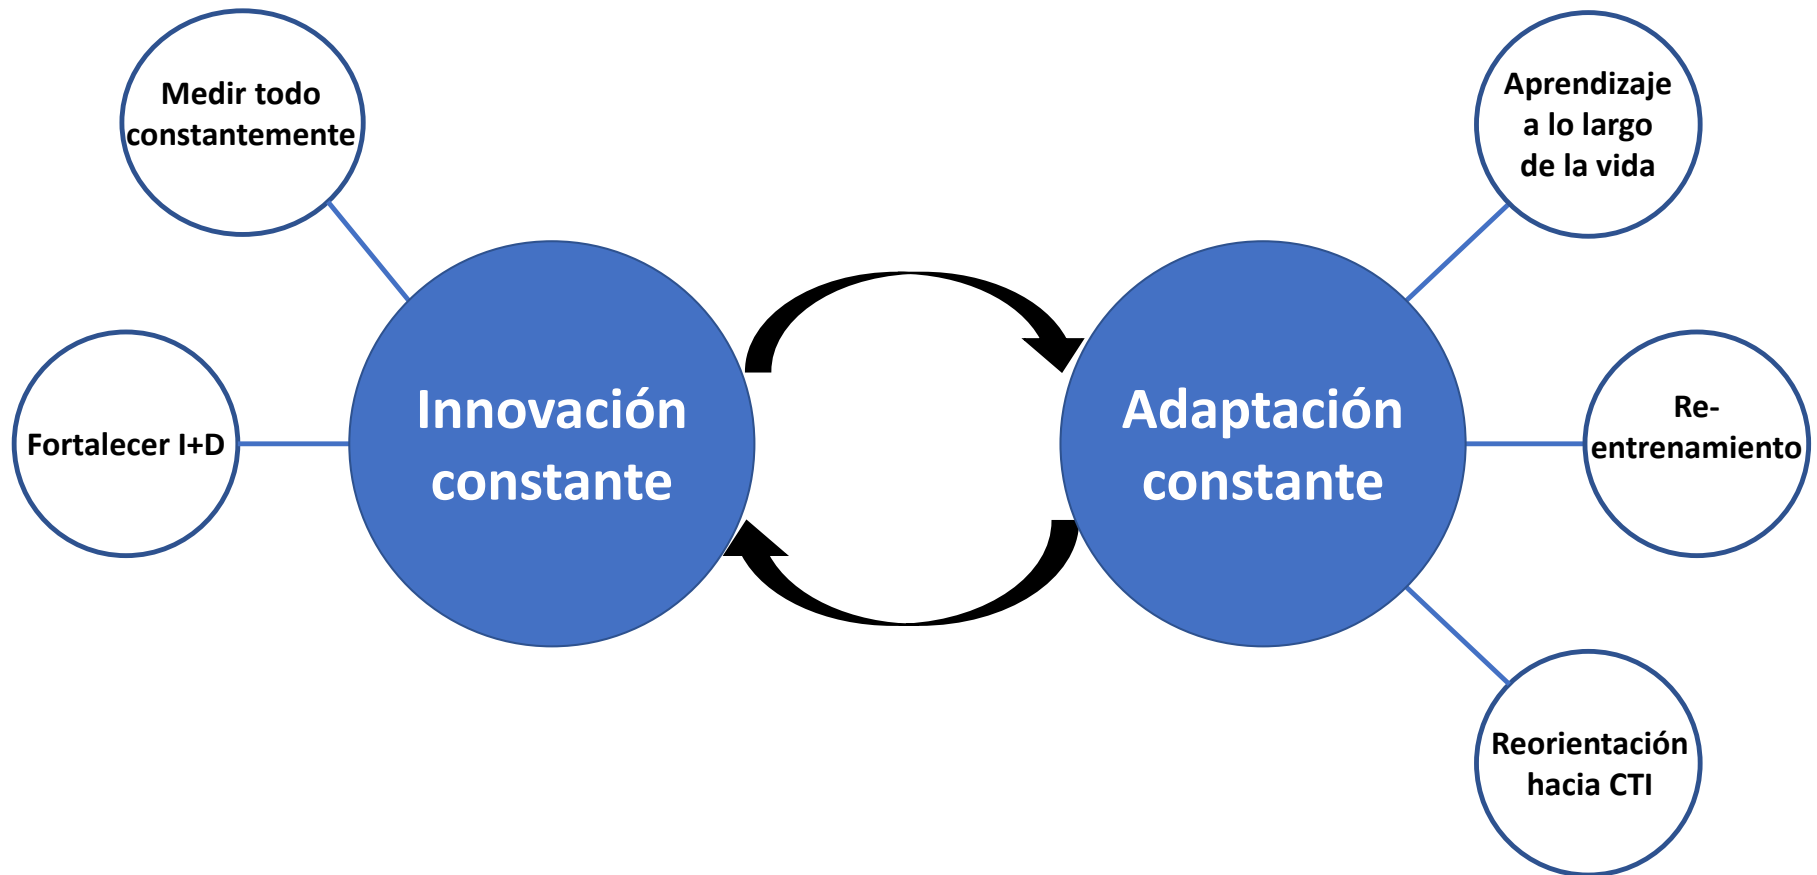 Medir todo
constantemente
Fortalecer I+D
Innovación
constante
Adaptación
constante
Aprendizaje
a lo largo
de la vida
Re-
entrenamiento
Reorientación
hacia CTI